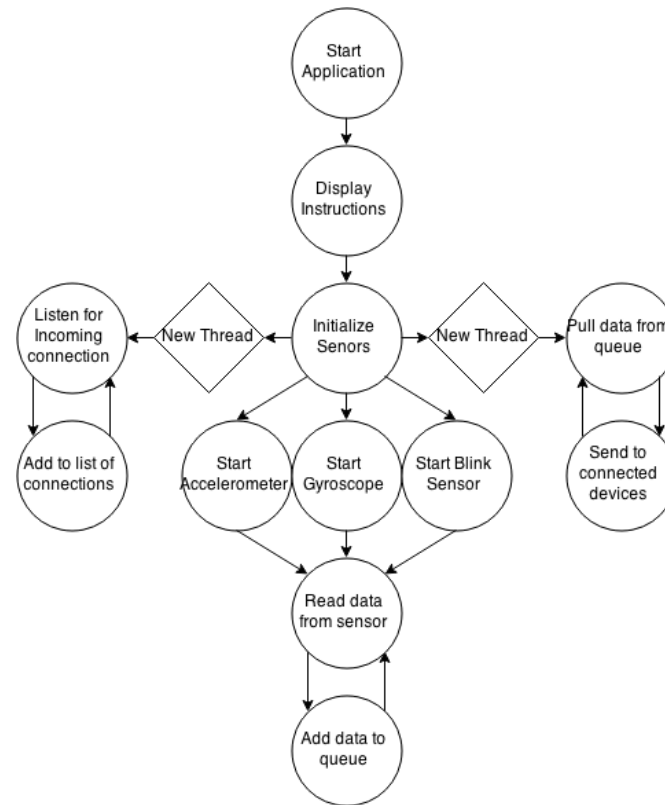 Start
Application
Display
Instructions
Listen for
Incoming
connection
New Thread
Initialize
Senors
New Thread
Pull data from
queue
Add to list of
connections
Start
Accelerometer
Start
Gyroscope
Start Blink
Sensor
Send to
connected
devices
Read data
from sensor
Add data to
queue